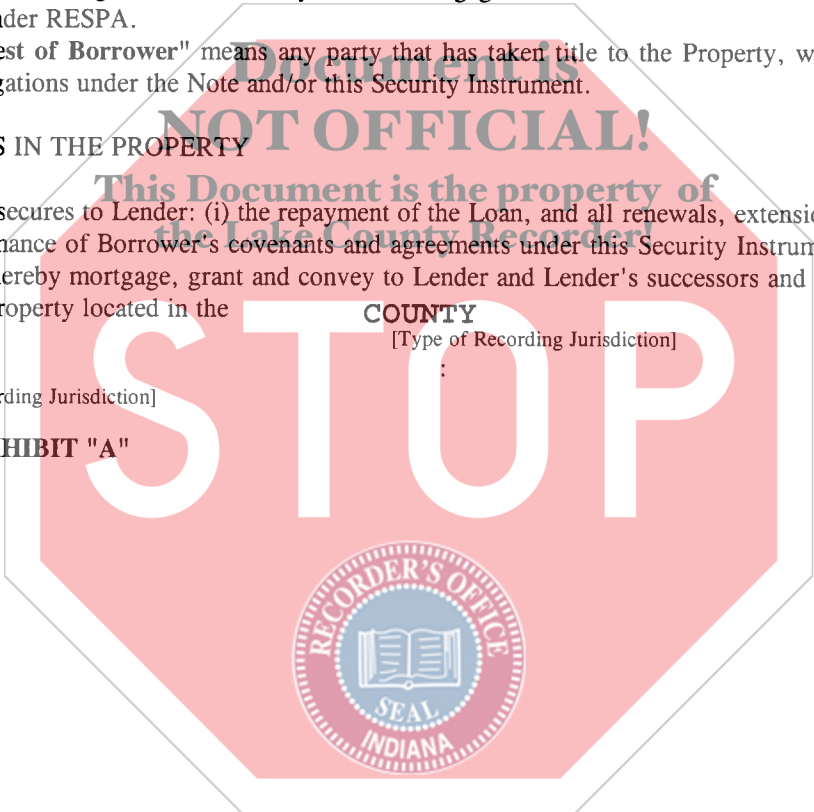 nder RESPA.
est of Borrower" means any party that has taken title to the Property, w
gations under the Note and/or this Security Instrument.
Document is
NOT OFFICIAL!
This Document is the property of
the Lake County Recorder!
S IN THE PROPERTY
secures to Lender: (i) the repayment of the Loan, and all renewals, extensi
nance of Borrower's covenants and agreements under this Security Instrum
ereby mortgage, grant and convey to Lender and Lender's successors and
roperty located in the COUNTY
[Type of Recording Jurisdiction]
:
rding Jurisdiction]
HIBIT "A"
STOP
RECORDER'S OFFICE
SEAL
INDIANA